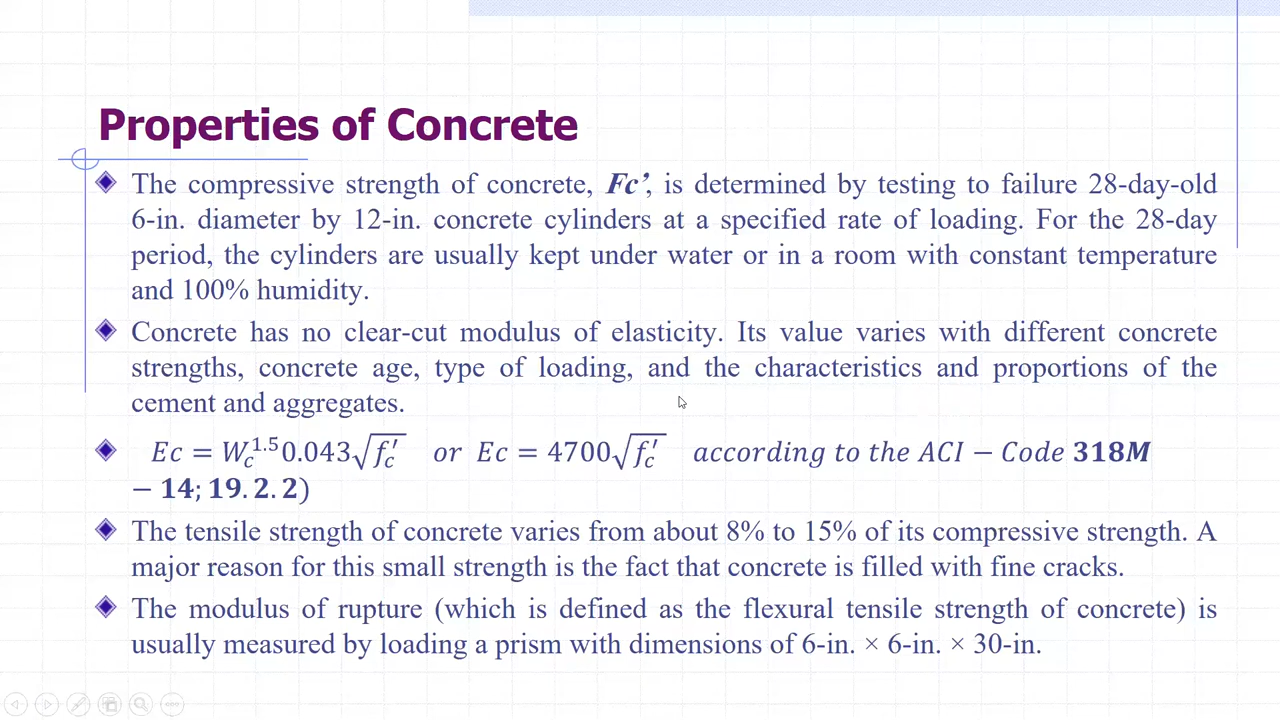 Properties of Concrete
The compressive strength of concrete, Fc’, is determined by testing to failure 28-day-old
6-in. diameter by 12-in. concrete cylinders at a specified rate of loading. For the 28-day
period, the cylinders are usually kept under water or in a room with constant temperature
and 100% humidity.
Concrete has no clear-cut modulus of elasticity. Its value varies with different concrete
strengths, concrete age, type of loading, and the characteristics and proportions of the
cement and aggregates.
Ec = W_c^1.5 0.043√f_c′ or Ec = 4700√f_c′ according to the ACI − Code 318M
− 14; 19.2.2)
The tensile strength of concrete varies from about 8% to 15% of its compressive strength. A
major reason for this small strength is the fact that concrete is filled with fine cracks.
The modulus of rupture (which is defined as the flexural tensile strength of concrete) is
usually measured by loading a prism with dimensions of 6-in. × 6-in. × 30-in.